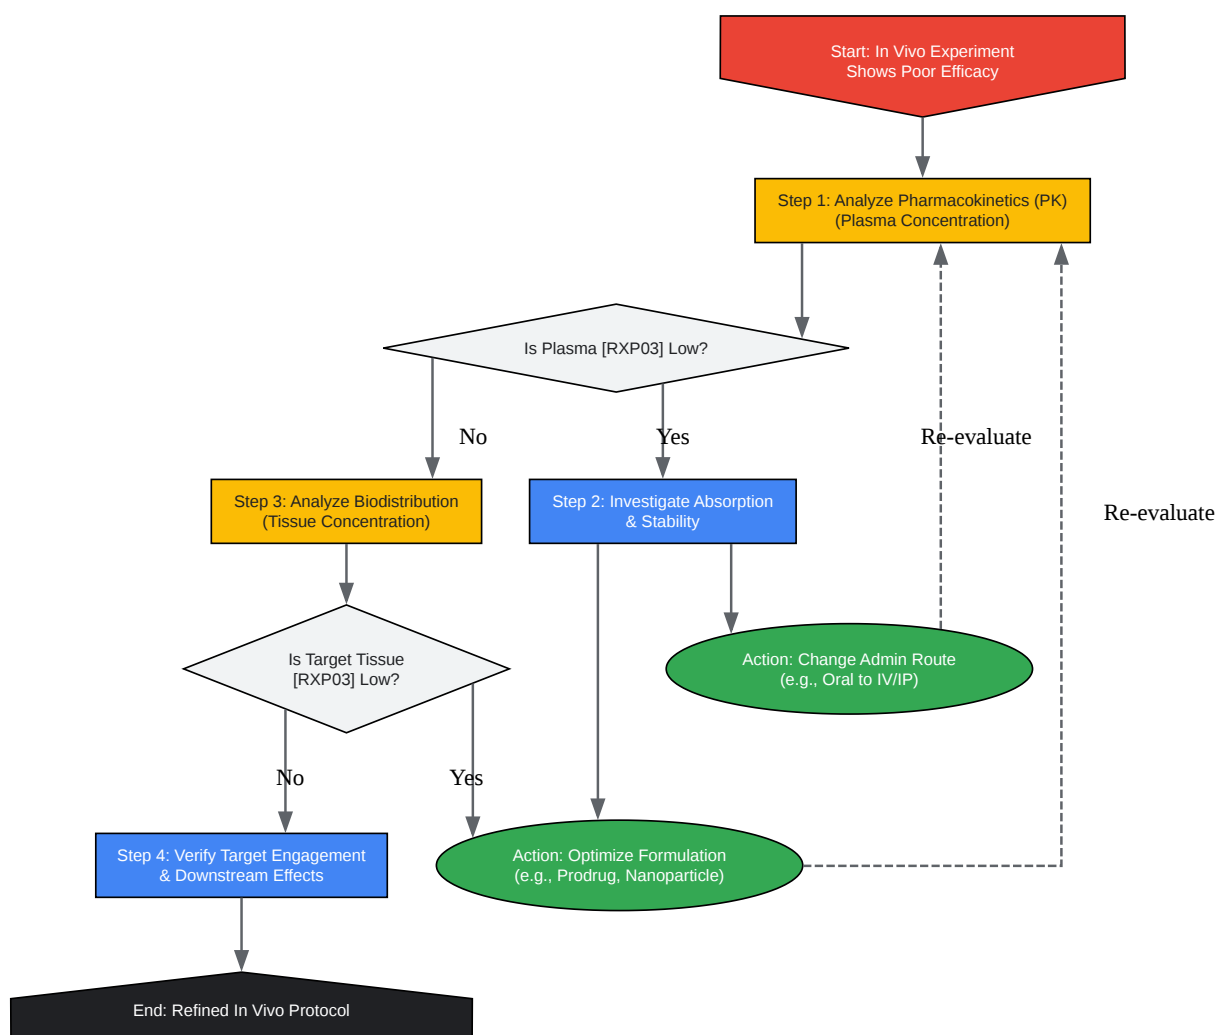 Start: In Vivo Experiment
Shows Poor Efficacy
Step 1: Analyze Pharmacokinetics (PK)
(Plasma Concentration)
Is Plasma [RXP03] Low?
No
Yes
Re-evaluate
Re-evaluate
Step 3: Analyze Biodistribution
(Tissue Concentration)
Step 2: Investigate Absorption
& Stability
Is Target Tissue
[RXP03] Low?
Action: Change Admin Route
(e.g., Oral to IV/IP)
No
Yes
Step 4: Verify Target Engagement
& Downstream Effects
Action: Optimize Formulation
(e.g., Prodrug, Nanoparticle)
End: Refined In Vivo Protocol